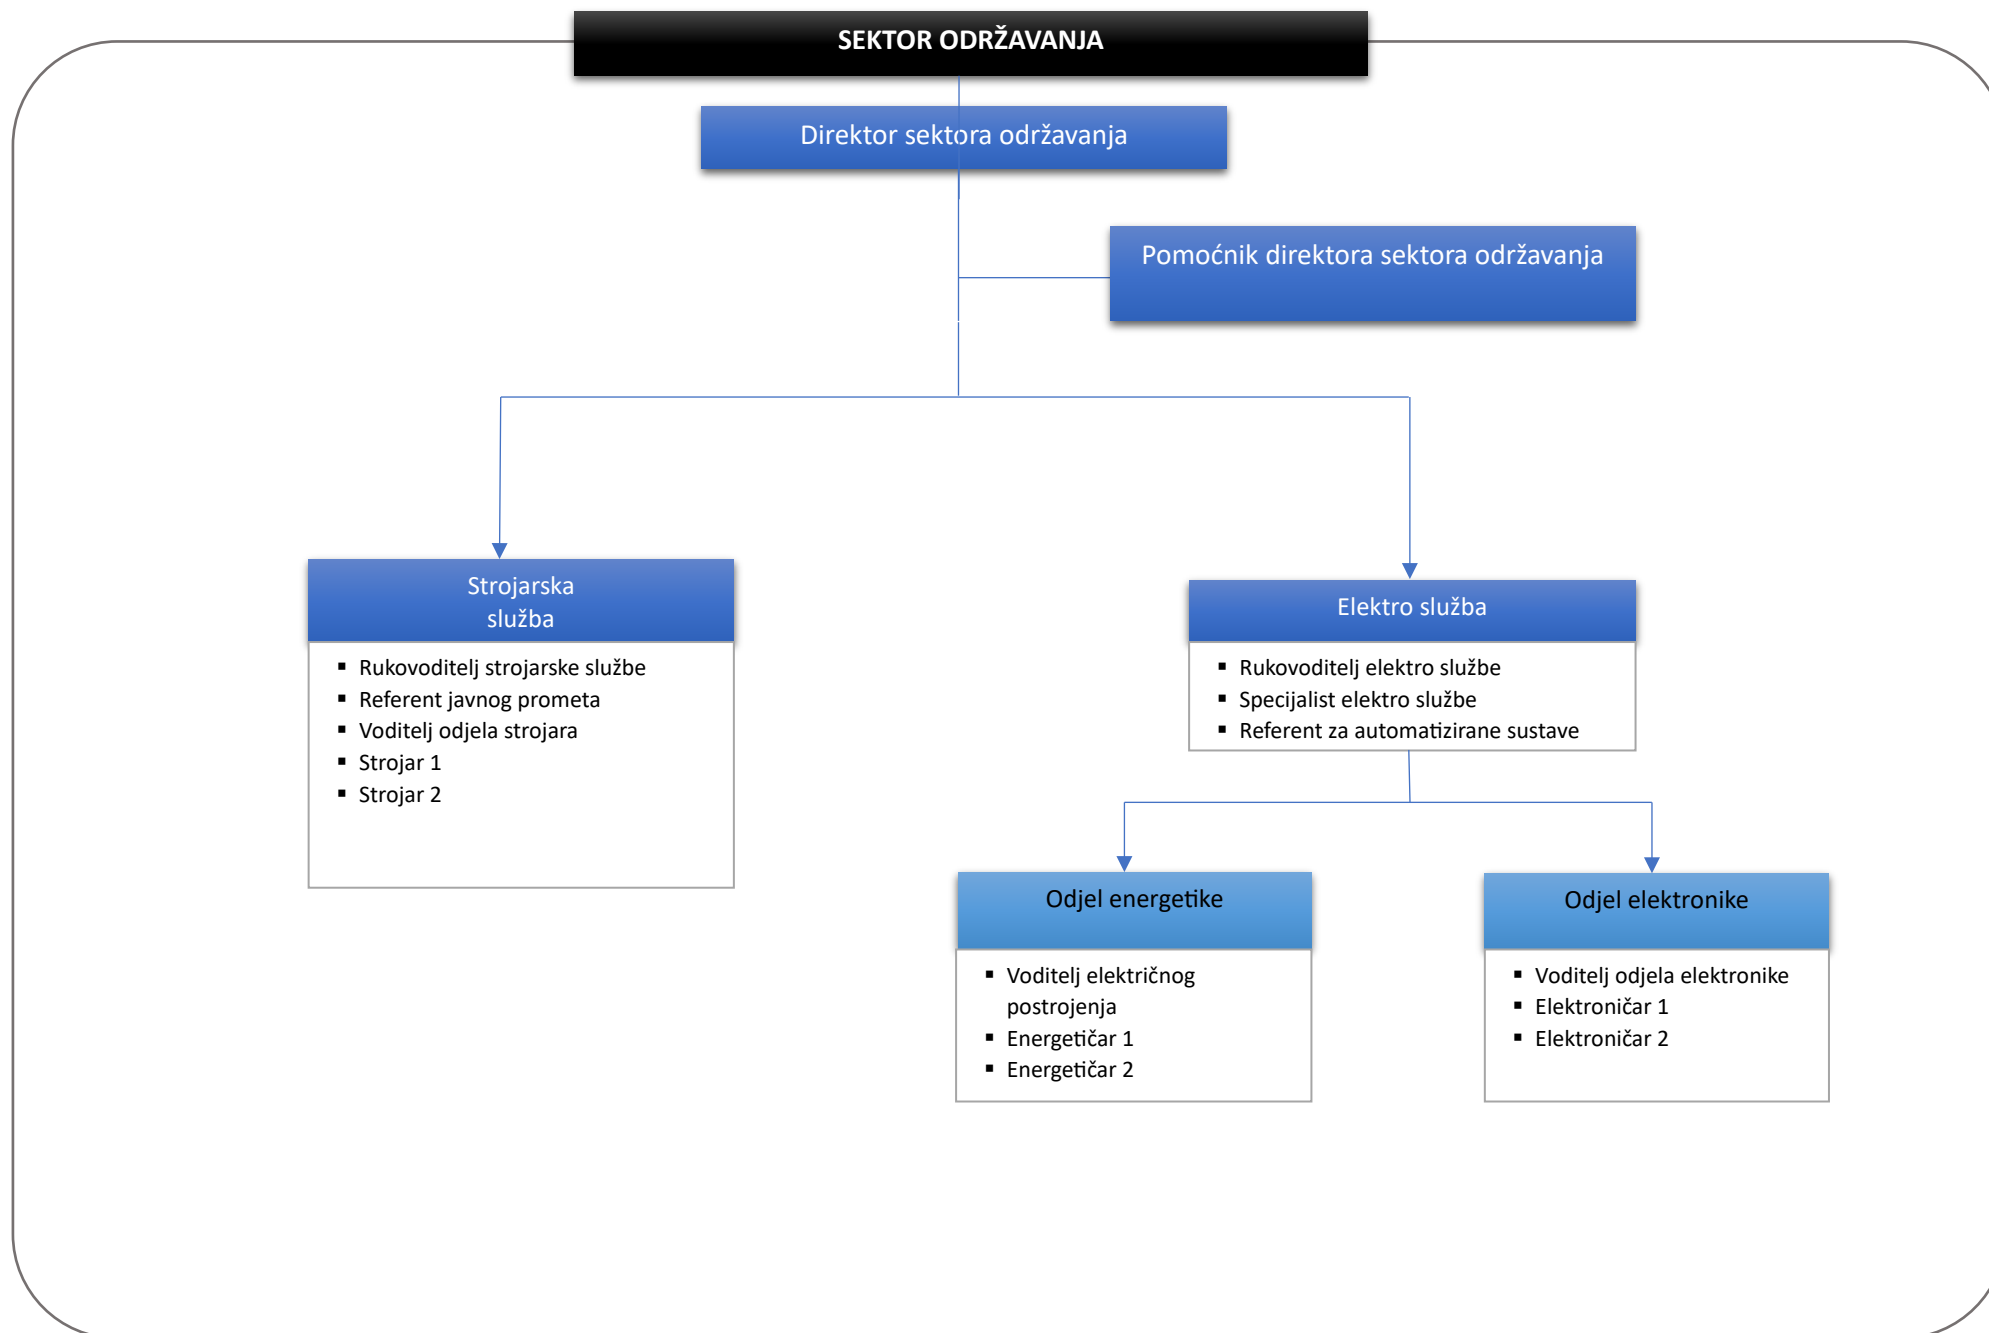 SEKTOR ODRŽAVANJA
Direktor sektora održavanja
Pomoćnik direktora sektora održavanja
Strojarska
služba
▪ Rukovoditelj strojarske službe
▪ Referent javnog prometa
▪ Voditelj odjela strojara
▪ Strojar 1
▪ Strojar 2
Elektro služba
▪ Rukovoditelj elektro službe
▪ Specijalist elektro službe
▪ Referent za automatizirane sustave
Odjel energetike
▪ Voditelj električnog
postrojenja
▪ Energetičar 1
▪ Energetičar 2
Odjel elektronike
▪ Voditelj odjela elektronike
▪ Elektroničar 1
▪ Elektroničar 2